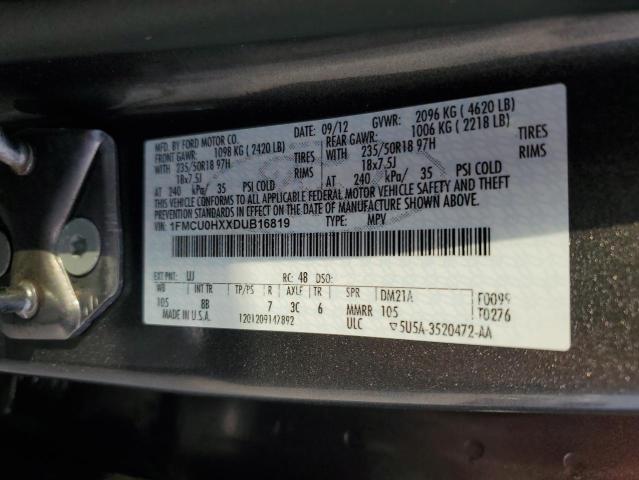 MFD. BY FORD MOTOR CO.
09/12 GVWR: 2096 KG ( 4620 LB)
FRONT GAWR: 1098 KG ( 2420 LB)
REAR GAWR: 1006 KG ( 2218 LB)
WITH 235/50R18 97H TIRES
WITH 235/50R18 97H TIRES
18x7.5J RIMS
18x7.5J RIMS
AT 240 kPa/ 35 PSI COLD
AT 240 kPa/ 35 PSI COLD
THIS VEHICLE CONFORMS TO ALL APPLICABLE FEDERAL MOTOR VEHICLE SAFETY AND THEFT
PREVENTION STANDARDS IN EFFECT ON THE DATE OF MANUFACTURE SHOWN ABOVE.
VIN: 1FMCU0HXXDUB16819 TYPE: MPV
EXT PNT: UJ RC: 48 DSO:
WB INT TR TP/PS R AXLE TR SPR DM21A F0095
105 8B 7 3C 6 MMRR 105 T0276
MADE IN U.S.A. 1201209147892 ULC ▽5U5A-3520472-AA